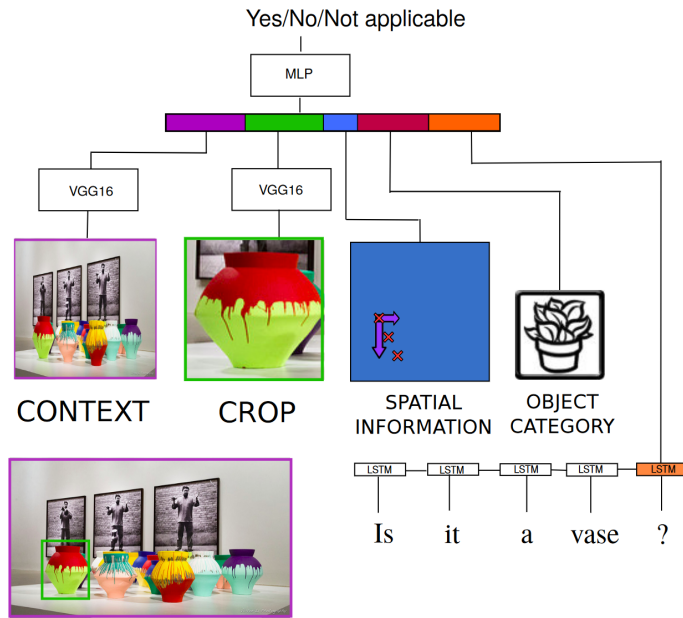 Yes/No/Not applicable
MLP
VGG16
VGG16
CONTEXT
CROP
SPATIAL
INFORMATION
OBJECT
CATEGORY
LSTM LSTM LSTM LSTM LSTM
Is it a vase ?